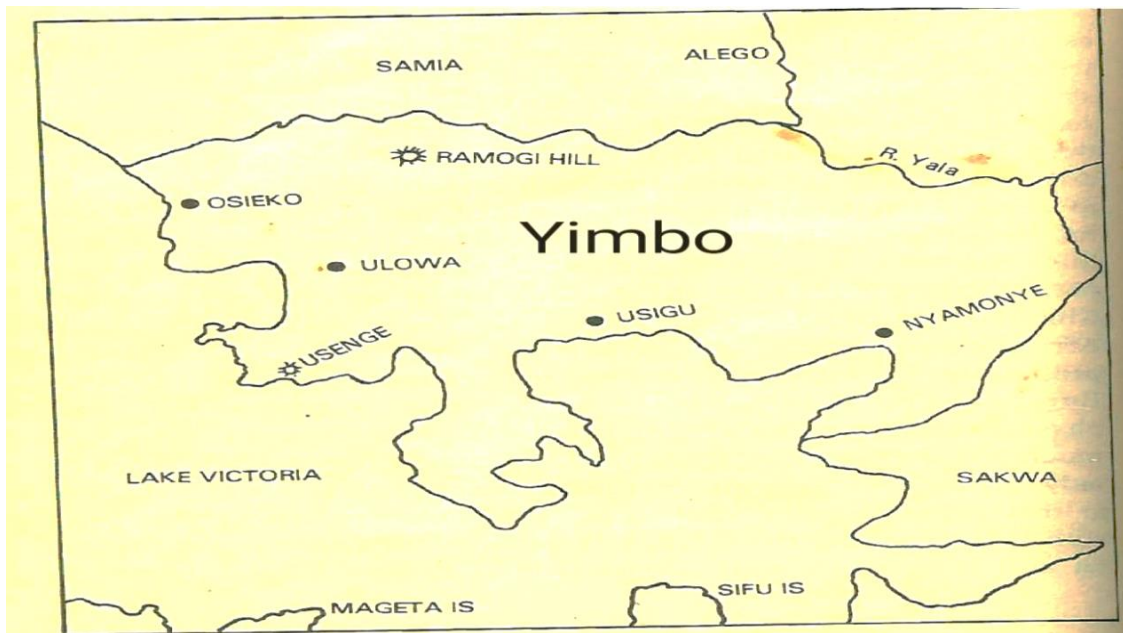 SAMIA
ALEGO
RAMOGI HILL
R. Yala
OSIEKO
Yimbo
ULOWA
USIGU
NYAMONYE
USENGE
LAKE VICTORIA
SAKWA
MAGETA IS
SIFU IS